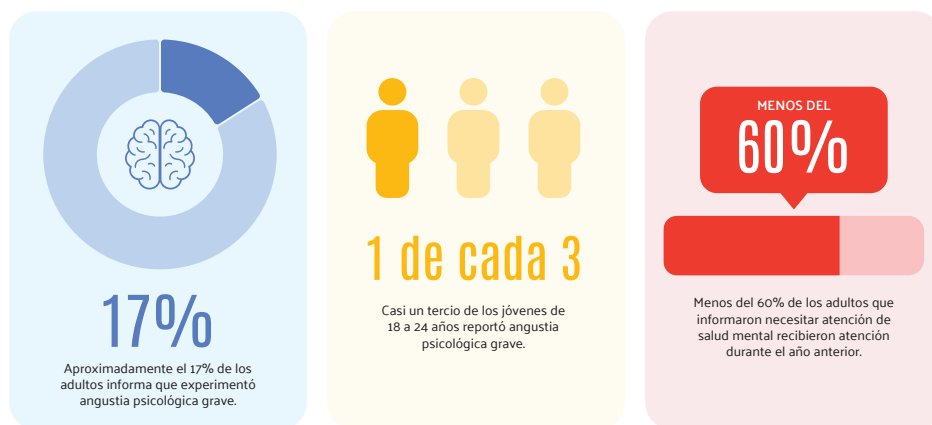 17%
Aproximadamente el 17% de los
adultos informa que experimentó
angustia psicológica grave.
1 de cada 3
Casi un tercio de los jóvenes de
18 a 24 años reportó angustia
psicológica grave.
MENOS DEL
60%
Menos del 60% de los adultos que
informaron necesitar atención de
salud mental recibieron atención
durante el año anterior.